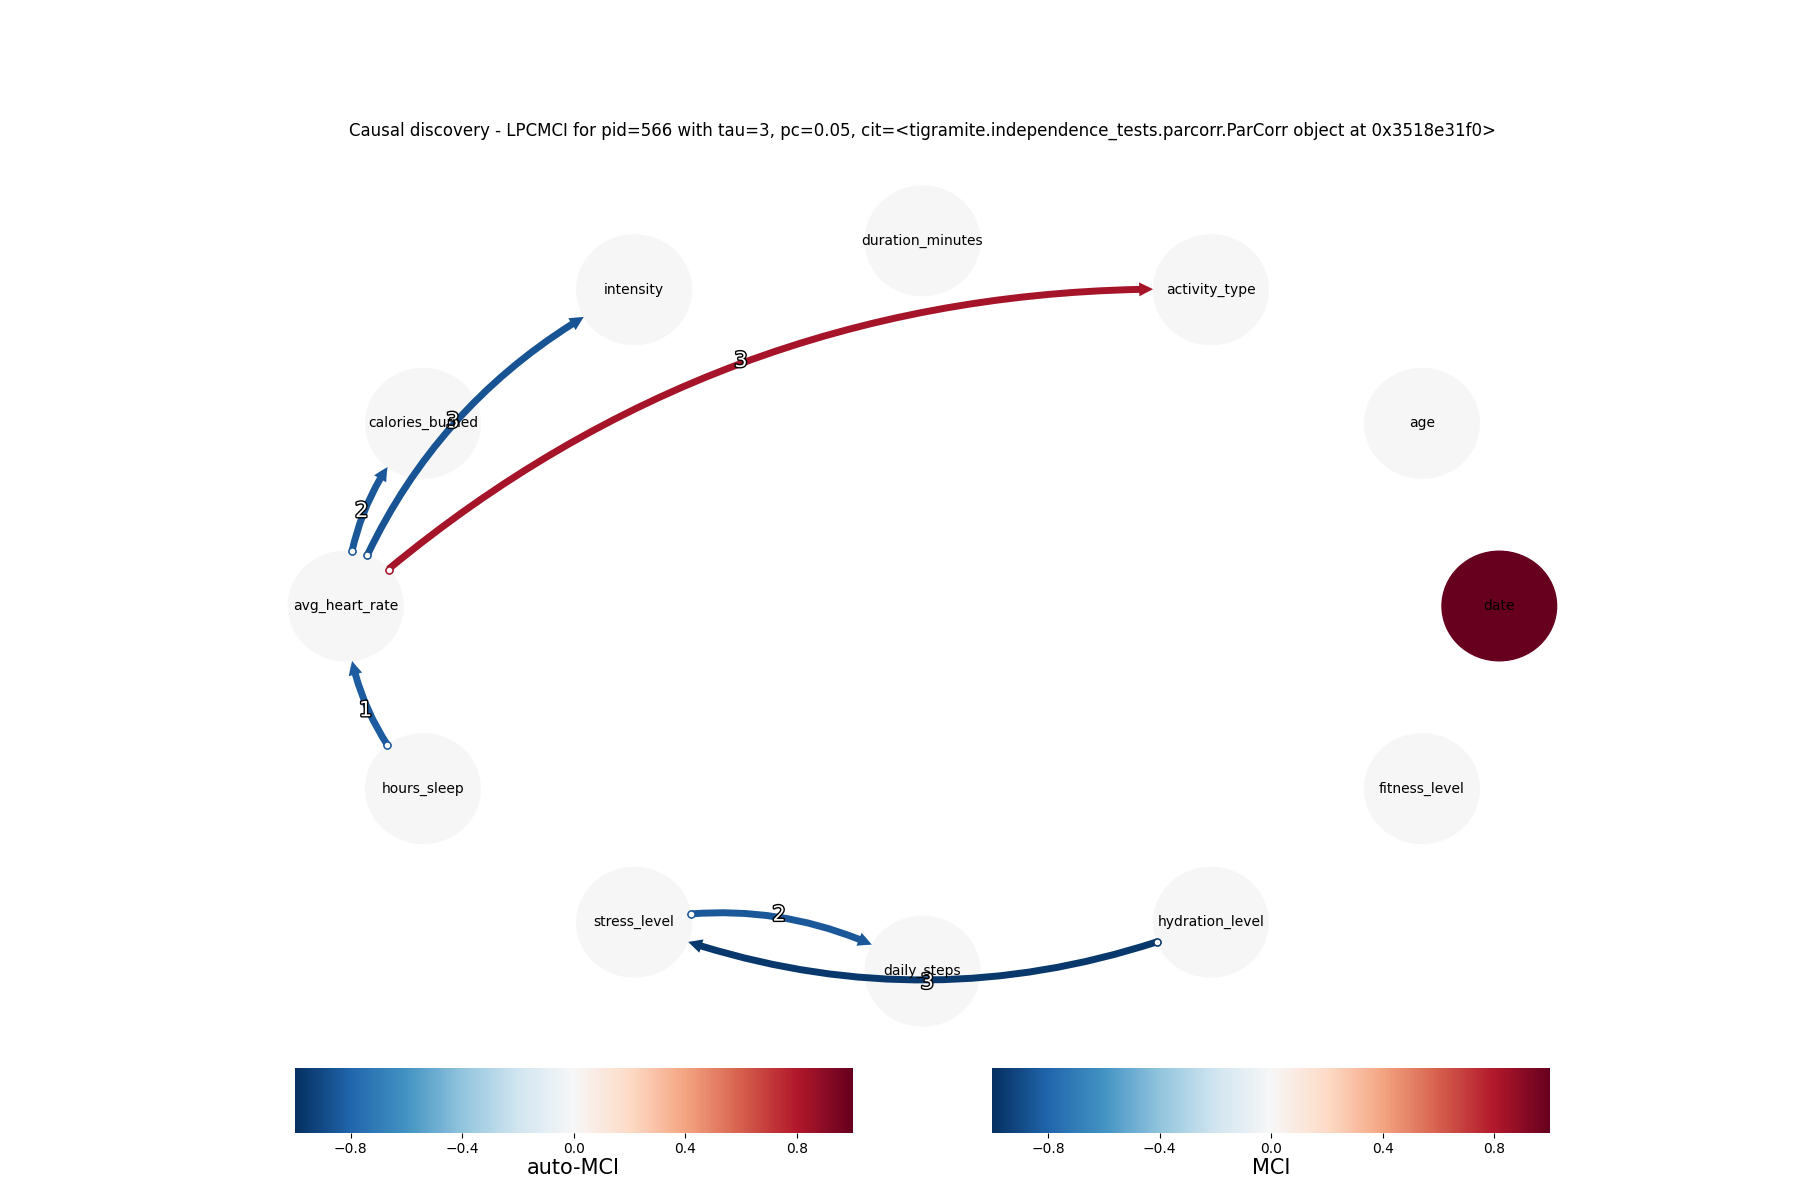 Causal discovery - LPCMCI for pid=566 with tau=3, pc=0.05, cit=<tigramite.independence_tests.parcorr.ParCorr object at 0x3518e31f0>
duration_minutes
intensity
activity_type
3
calories_burned
3
age
2
avg_heart_rate
date
1
hours_sleep
fitness_level
stress_level
2
hydration_level
daily_steps
3
−0.8 −0.4 0.0 0.4 0.8
auto-MCI
−0.8 −0.4 0.0 0.4 0.8
MCI